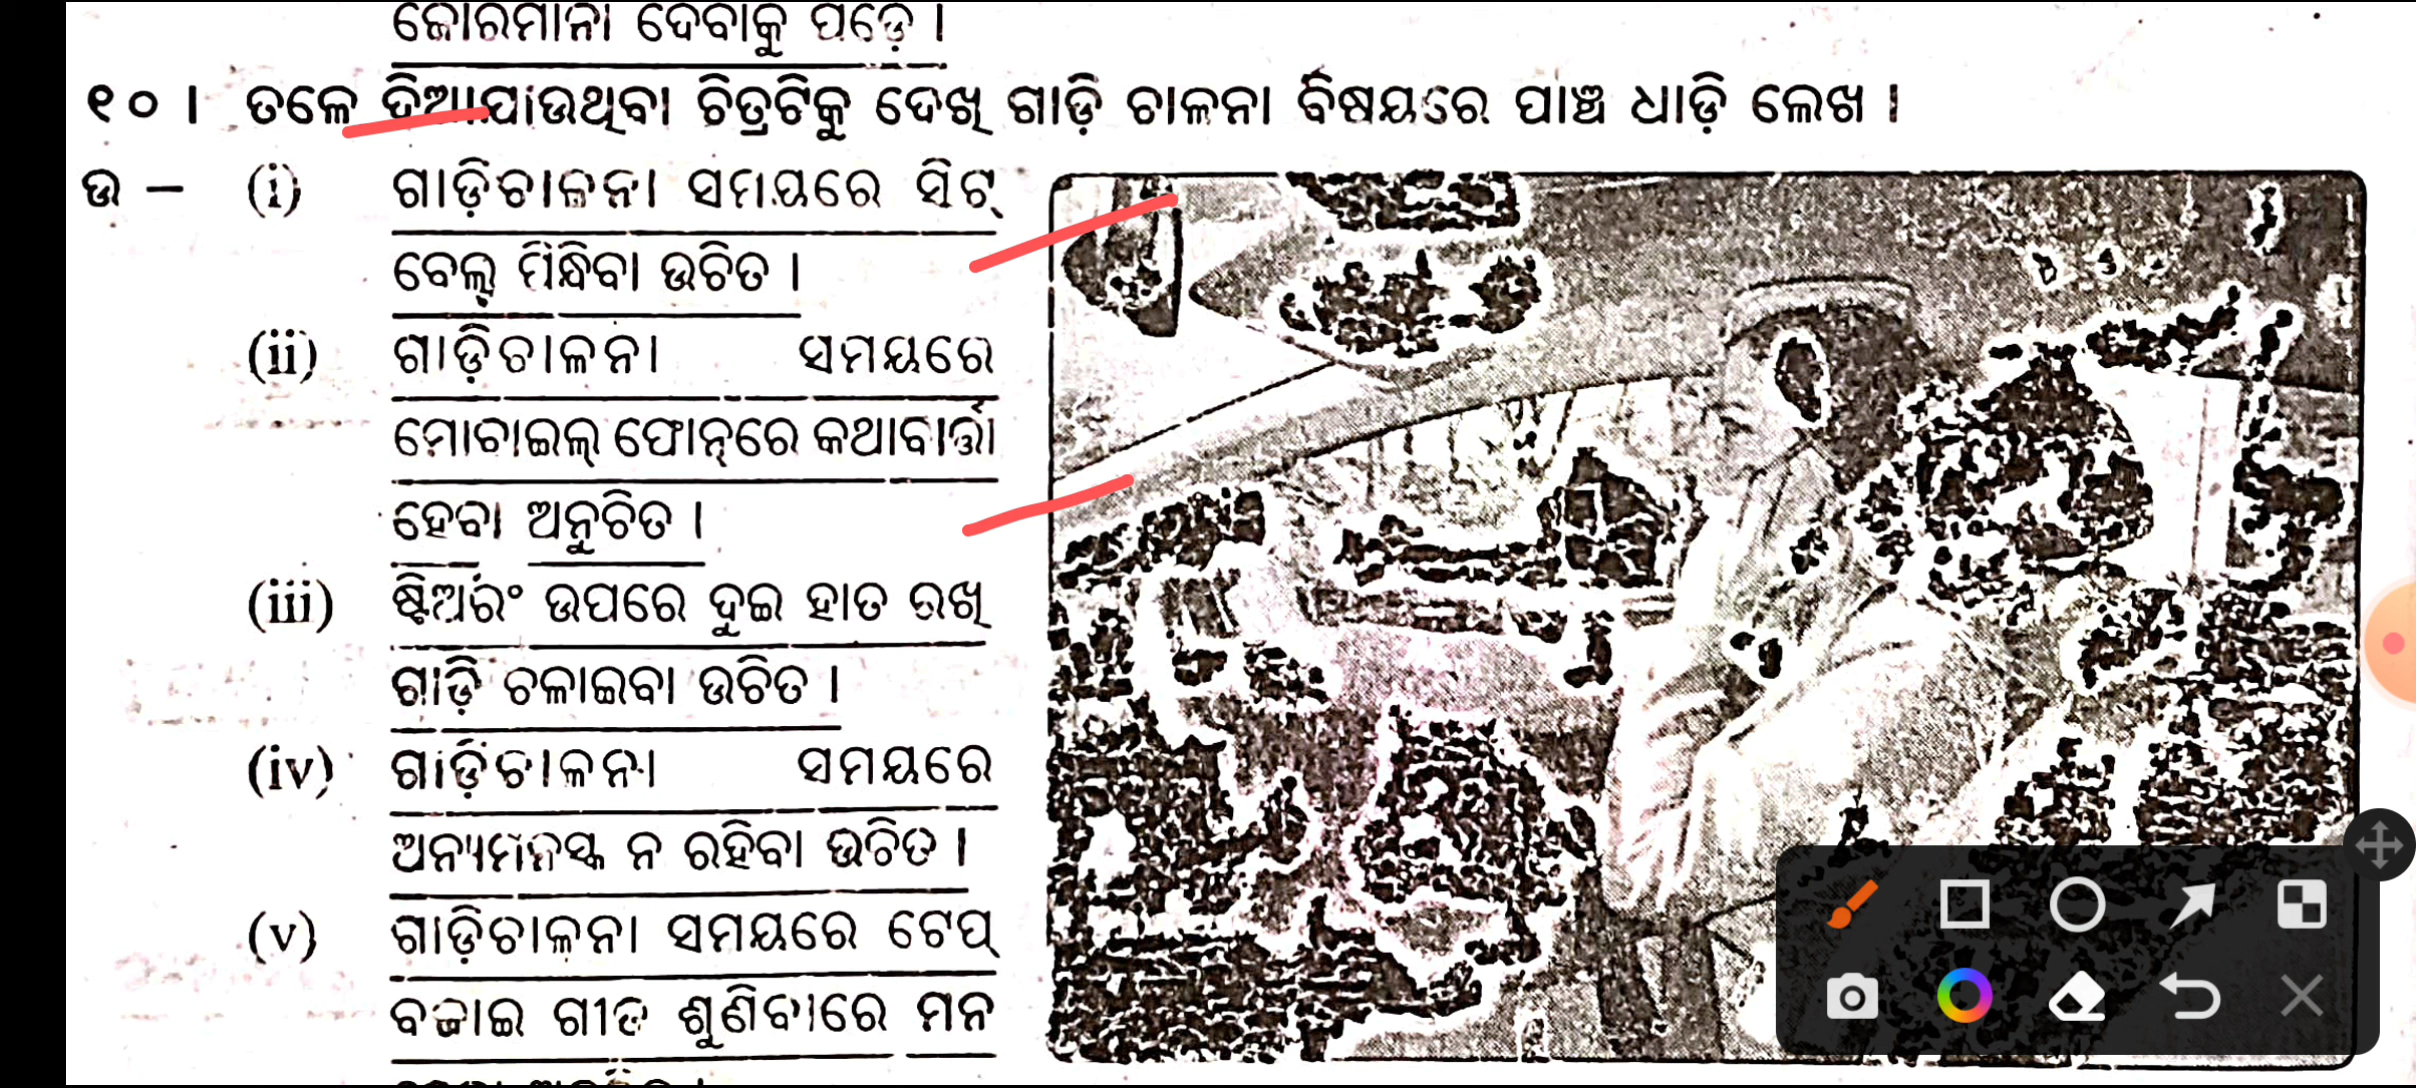 ଜୋରମାନା ଦେବାକୁ ପଡ଼େ ।
୧୦ । ତଳେ ଦିଆଯାଉଥିବା ଚିତ୍ରଟିକୁ ଦେଖି ଗାଡ଼ି ଚାଳନା ବିଷୟରେ ପାଞ୍ଚ ଧାଡ଼ି ଲେଖ ।
ଉ – (i) ଗାଡ଼ିଚାଳନା ସମୟରେ ସିଟ୍
ବେଲ୍ଟ ପିନ୍ଧିବା ଉଚିତ ।
(ii) ଗାଡ଼ିଚାଳନା ସମୟରେ
ମୋବାଇଲ୍ ଫୋନ୍‌ରେ କଥାବାର୍ତ୍ତା
ହେବା ଅନୁଚିତ ।
(iii) ଷ୍ଟିଅରିଂ ଉପରେ ଦୁଇ ହାତ ରଖି
ଗାଡ଼ି ଚଳାଇବା ଉଚିତ ।
(iv) ଗାଡ଼ିଚାଳନା ସମୟରେ
ଅନ୍ୟମନସ୍କ ନ ରହିବା ଉଚିତ ।
(v) ଗାଡ଼ିଚାଳନା ସମୟରେ ଟେପ୍
ବଜାଇ ଗୀତ ଶୁଣିବାରେ ମନ